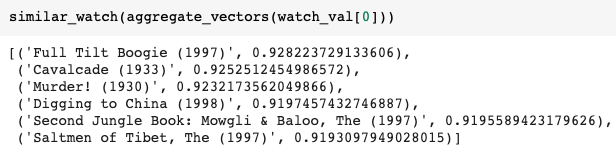 similar_watch(aggregate_vectors(watch_val[0]))
[('Full Tilt Boogie (1997)', 0.928223729133606),
('Cavalcade (1933)', 0.9252512454986572),
('Murder! (1930)', 0.9232173562049866),
('Digging to China (1998)', 0.9197457432746887),
('Second Jungle Book: Mowgli & Baloo, The (1997)', 0.9195589423179626),
('Saltmen of Tibet, The (1997)', 0.9193097949028015)]